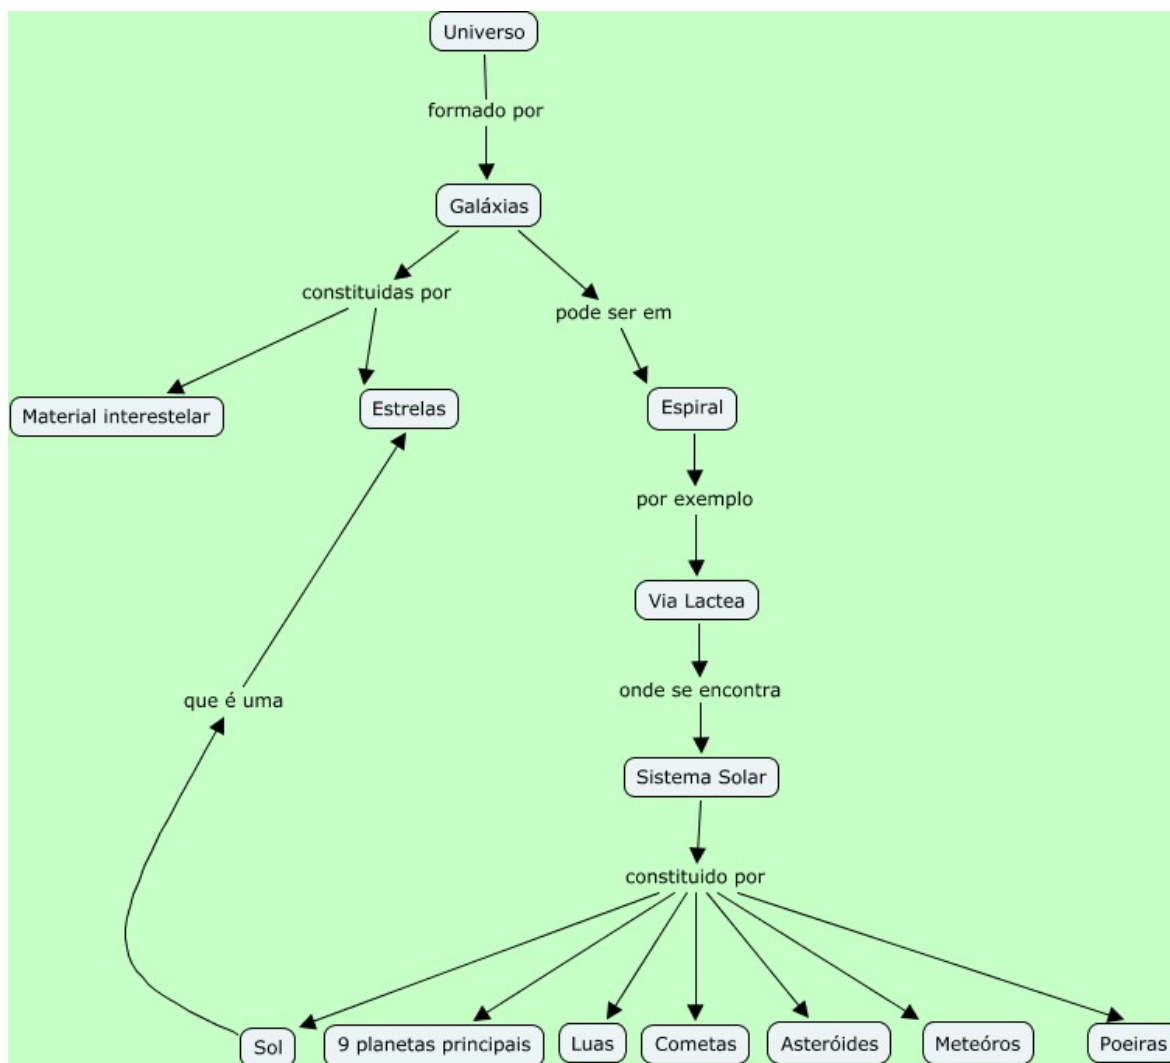 Universo
formado por
Galáxias
constituidas por
pode ser em
Material interestelar
Estrelas
Espiral
por exemplo
Via Lactea
que é uma
onde se encontra
Sistema Solar
constituido por
Sol
9 planetas principais
Luas
Cometas
Asteróides
Meteóros
Poeiras